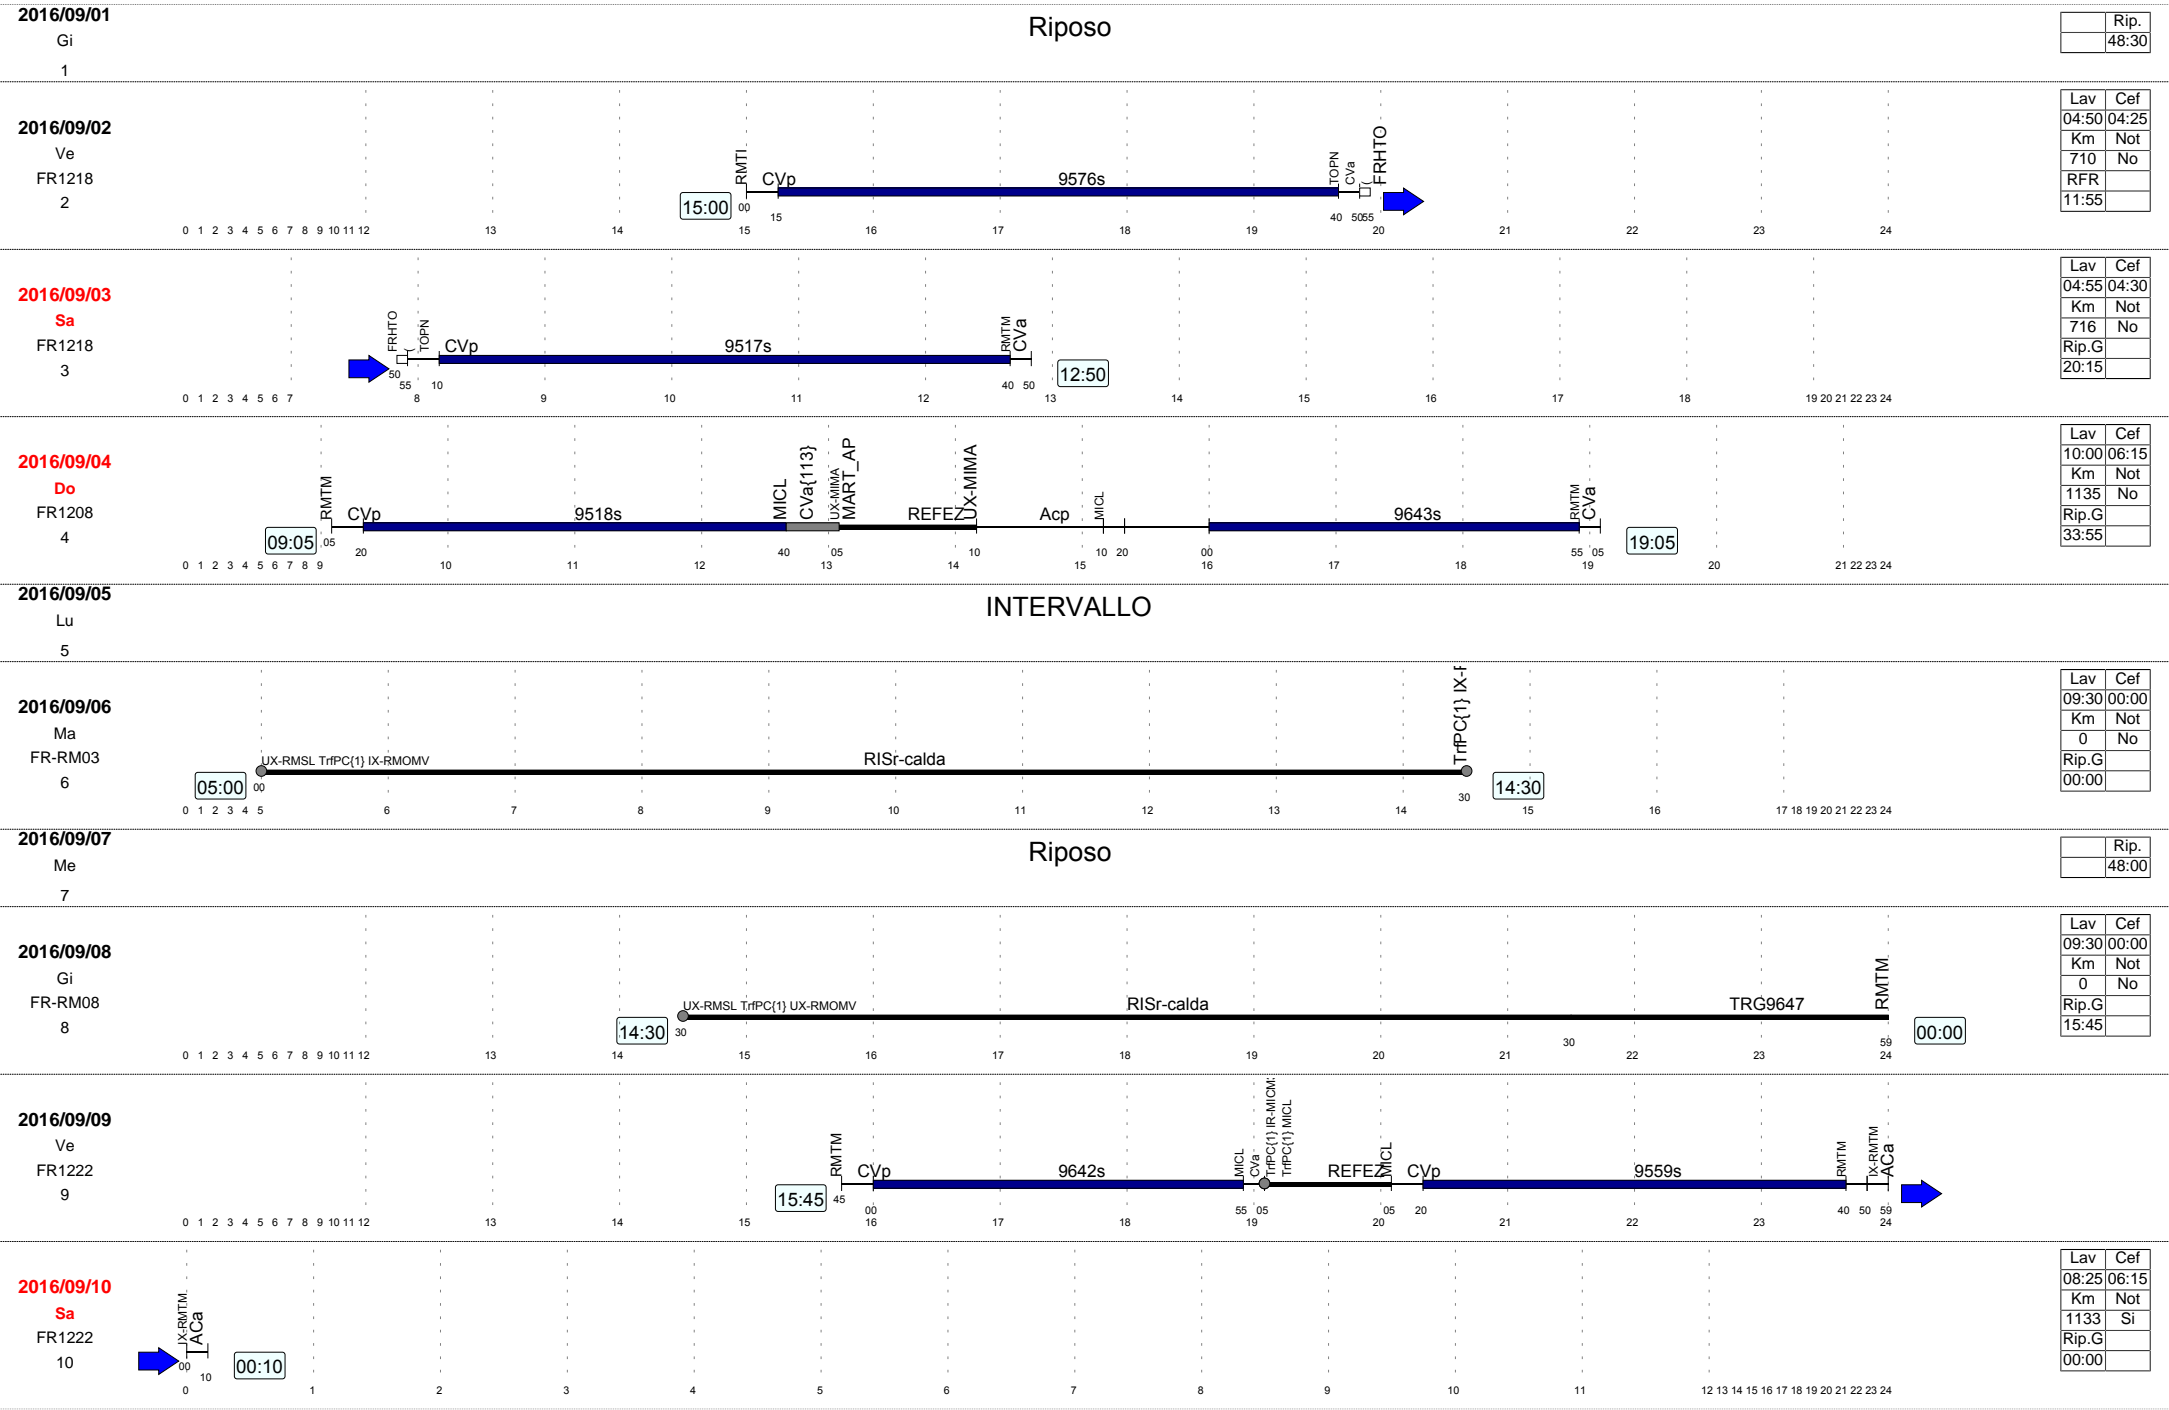 2016/09/01
Gi
1
Riposo
Rip.
48:30
2016/09/02
Ve
FR1218
2
15:00
RMTI
CVp
9576s
TOPN
CVa
(
FRHTO
00
15
40
50
55
0 1 2 3 4 5 6 7 8 9 10 11 12 13 14 15 16 17 18 19 20 21 22 23 24
Lav Cef
04:50 04:25
Km Not
710 No
RFR
11:55
2016/09/03
Sa
FR1218
3
FRHTO
(
TOPN
CVp
9517s
RMTM
CVa
50
55
10
40
50
12:50
0 1 2 3 4 5 6 7 8 9 10 11 12 13 14 15 16 17 18 19 20 21 22 23 24
Lav Cef
04:55 04:30
Km Not
716 No
Rip.G
20:15
2016/09/04
Do
FR1208
4
09:05
RMTM
CVp
9518s
MICL
CVa{113}
UX-MIMA
MART_AP
REFEZ
UX-MIMA
Acp
MICL
9643s
RMTM
CVa
05
20
40
05
10
10
20
00
55
05
19:05
0 1 2 3 4 5 6 7 8 9 10 11 12 13 14 15 16 17 18 19 20 21 22 23 24
Lav Cef
10:00 06:15
Km Not
1135 No
Rip.G
33:55
2016/09/05
Lu
5
INTERVALLO
2016/09/06
Ma
FR-RM03
6
05:00
UX-RMSL TrfPC{1} IX-RMOMV
RISr-calda
TrfPC{1} IX-
00
30
14:30
0 1 2 3 4 5 6 7 8 9 10 11 12 13 14 15 16 17 18 19 20 21 22 23 24
Lav Cef
09:30 00:00
Km Not
0 No
Rip.G
00:00
2016/09/07
Me
7
Riposo
Rip.
48:00
2016/09/08
Gi
FR-RM08
8
14:30
UX-RMSL TrfPC{1} UX-RMOMV
RISr-calda
TRG9647
RMTM
30
30
59
00:00
0 1 2 3 4 5 6 7 8 9 10 11 12 13 14 15 16 17 18 19 20 21 22 23 24
Lav Cef
09:30 00:00
Km Not
0 No
Rip.G
15:45
2016/09/09
Ve
FR1222
9
15:45
RMTM
CVp
9642s
MICL
CVa
TrfPC{1} IR-MICM
TrfPC{1} MICL
REFEZ
MICL
CVp
9559s
RMTM
IX-RMTM
ACa
45
00
55
05
05
20
40
50
59
0 1 2 3 4 5 6 7 8 9 10 11 12 13 14 15 16 17 18 19 20 21 22 23 24
2016/09/10
Sa
FR1222
10
IX-RMTM
ACa
00
10
00:10
0 1 2 3 4 5 6 7 8 9 10 11 12 13 14 15 16 17 18 19 20 21 22 23 24
Lav Cef
08:25 06:15
Km Not
1133 Si
Rip.G
00:00